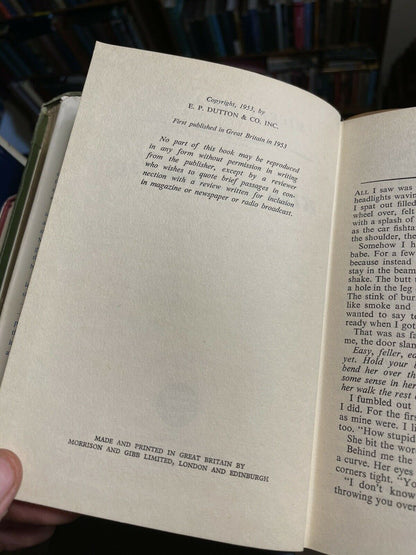 Copyright, 1953, by
E. P. DUTTON & CO. INC.
First published in Great Britain in 1953
No part of this book may be reproduced
in any form without permission in writing
from the publisher, except by a reviewer
who wishes to quote brief passages in con-
nection with a review written for inclusion
in magazine or newspaper or radio broadcast.
MADE AND PRINTED IN GREAT BRITAIN BY
MORRISON AND GIBB LIMITED, LONDON AND EDINBURGH
ALL I saw was
headlights waving
I spat out filled
wheel over, felt
with a splash of
as the car fishta
the shoulder, the
Somehow I h
babe. For a few
because instead
stay in the beam
shake. The butt
a hole in the leg
The stink of bur
like smoke and
wanted to say t
ready when I got
That was as fa
me, the door slam
Easy, feller, ea
yet. Hold your
bend her over th
some sense in her
her walk the rest
I fumbled out
I did. For the firs
as mine were. I li
too. "How stupid
She bit the word
Behind me the
a curve. Her eyes
corners tight. "Yo
"I don't know
throwing you over